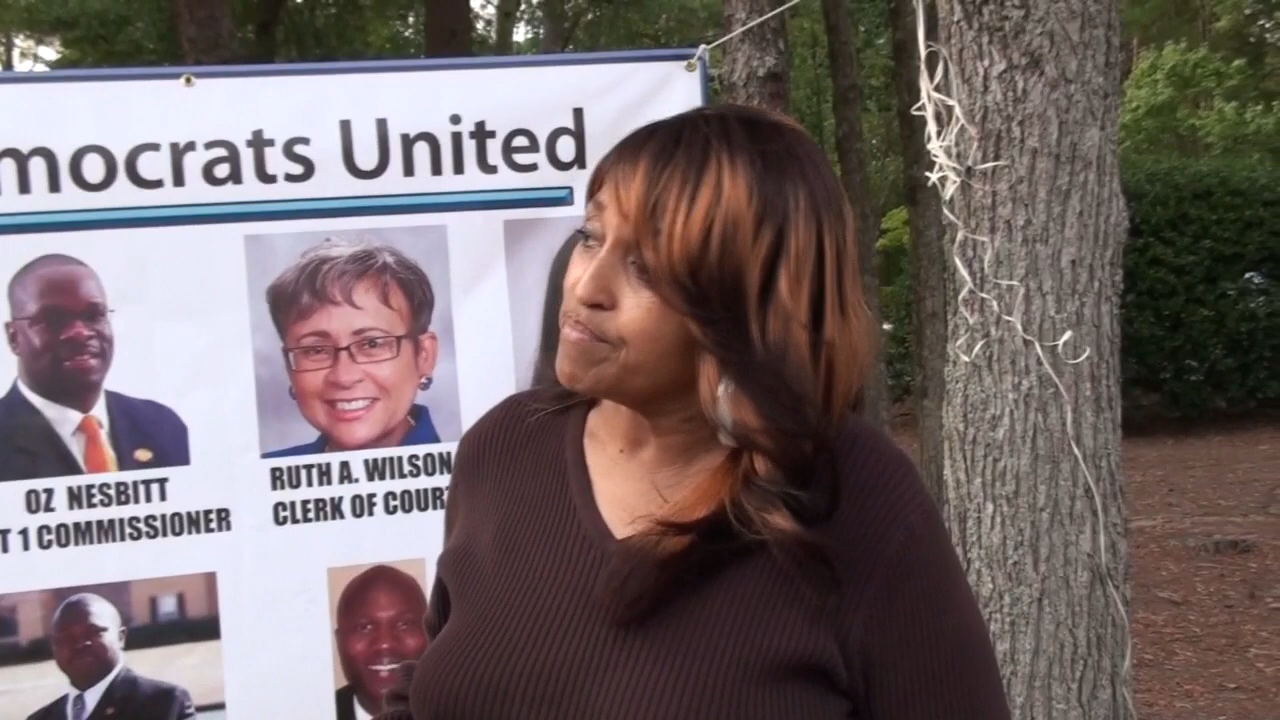 mocrats United
OZ NESBITT
T 1 COMMISSIONER
RUTH A. WILSON
CLERK OF COUR